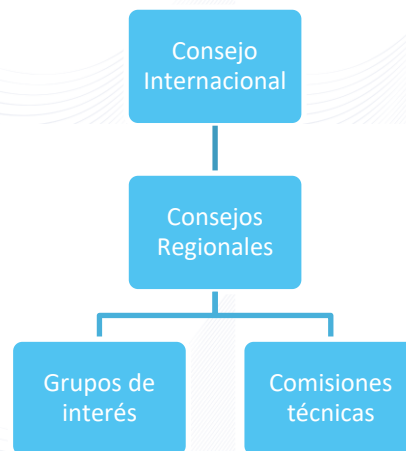 Consejo
Internacional
Consejos
Regionales
Grupos de
interés
Comisiones
técnicas